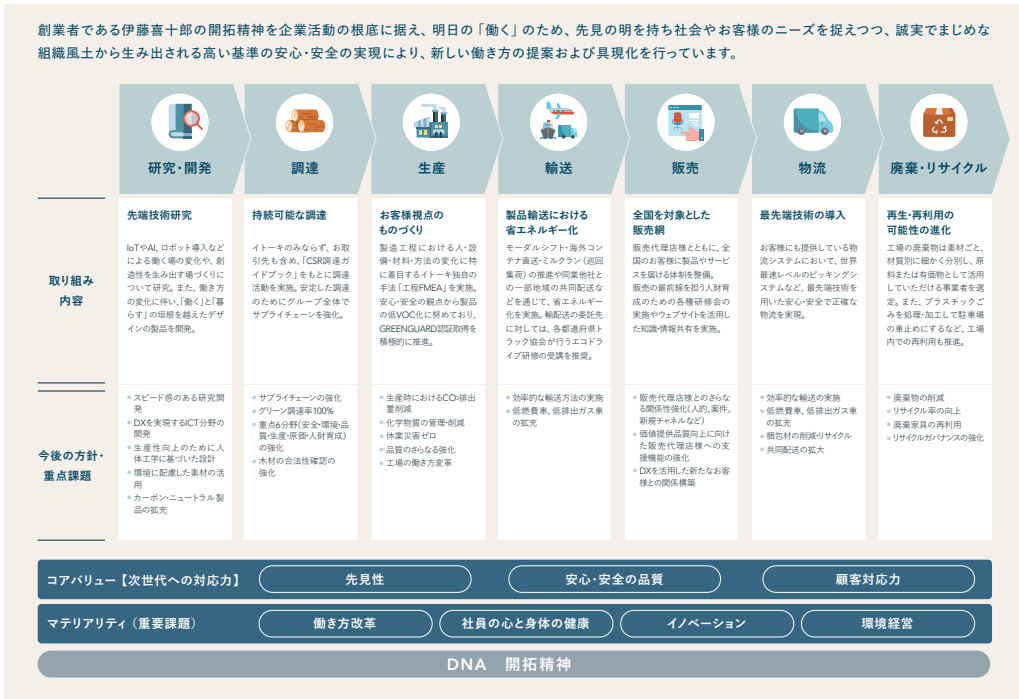 創業者である伊藤喜十郎の開拓精神を企業活動の根底に据え、明日の「働く」のため、先見の明を持ち社会やお客様のニーズを捉えつつ、誠実でまじめな
組織風土から生み出される高い基準の安心・安全の実現により、新しい働き方の提案および具現化を行っています。
研究・開発
調達
生産
輸送
販売
物流
廃棄・リサイクル
取り組み
内容
先端技術研究
IoTやAI、ロボット導入など
による働く場の変化や、創
造性を生み出す場づくりに
ついて研究。また、働き方
の変化に伴い、「働く」と「暮
らす」の垣根を越えたデザ
インの製品を開発。
持続可能な調達
イトーキのみならず、お取
引先も含め、「CSR調達ガ
イドブック」をもとに調達
活動を実施。安定した調達
のためにグループ全体で
サプライチェーンを強化。
お客様視点の
ものづくり
製造工程における人・設
備・材料・方法の変化に特
に着目するイトーキ独自の
手法「工程FMEA」を実施。
安心・安全の観点から製品
の低VOC化に努めており、
GREENGUARD認証取得を
積極的に推進。
製品輸送における
省エネルギー化
モーダルシフト・海外コン
テナ直送・ミルクラン（巡回
集荷）の推進や同業他社と
の一部地域の共同配送な
どを通じて、省エネルギー
化を実施。輸配送の委託先
に対しては、各都道府県ト
ラック協会が行うエコドラ
イブ研修の受講を推奨。
全国を対象とした
販売網
販売代理店様とともに、全
国のお客様に製品やサービ
スを届ける体制を整備。
販売の最前線を担う人財育
成のための各種研修会の
実施やウェブサイトを活用し
た知識・情報共有を実施。
最先端技術の導入
お客様にも提供している物
流システムにおいて、世界
最速レベルのピッキングシ
ステムなど、最先端技術を
用いた安心・安全で正確な
物流を実現。
再生・再利用の
可能性の進化
工場の廃棄物は素材ごと、
材質別に細かく分別し、原
料または有価物として活用
していただける事業者を選
定。また、プラスチックご
みを処理・加工して駐車場
の車止めにするなど、工場
内での再利用も推進。
今後の方針・
重点課題
● スピード感のある研究開
発
● DXを実現するICT分野の
開発
● 生産性向上のために人
体工学に基づいた設計
● 環境に配慮した素材の活
用
● カーボン・ニュートラル製
品の拡充
● サプライチェーンの強化
● グリーン調達率100%
● 重点6分野（安全・環境・品
質・生産・原価・人財育成）
の強化
● 木材の合法性確認の
強化
● 生産時におけるCO2排出
量削減
● 化学物質の管理・削減
● 休業災害ゼロ
● 品質のさらなる強化
● 工場の働き方変革
● 効率的な輸送方法の実施
● 低燃費車、低排出ガス車
の拡充
● 販売代理店様とのさらな
る関係性強化（人的、案件、
新規チャネルなど）
● 価値提供品質向上に向け
た販売代理店様への支
援機能の強化
● DXを活用した新たなお客
様との関係構築
● 効率的な輸送の実施
● 低燃費車、低排出ガス車
の拡充
● 梱包材の削減・リサイクル
● 共同配送の拡大
● 廃棄物の削減
● リサイクル率の向上
● 廃棄家具の再利用
● リサイクルガバナンスの強化
コアバリュー【次世代への対応力】
先見性
安心・安全の品質
顧客対応力
マテリアリティ（重要課題）
働き方改革
社員の心と身体の健康
イノベーション
環境経営
DNA 開拓精神